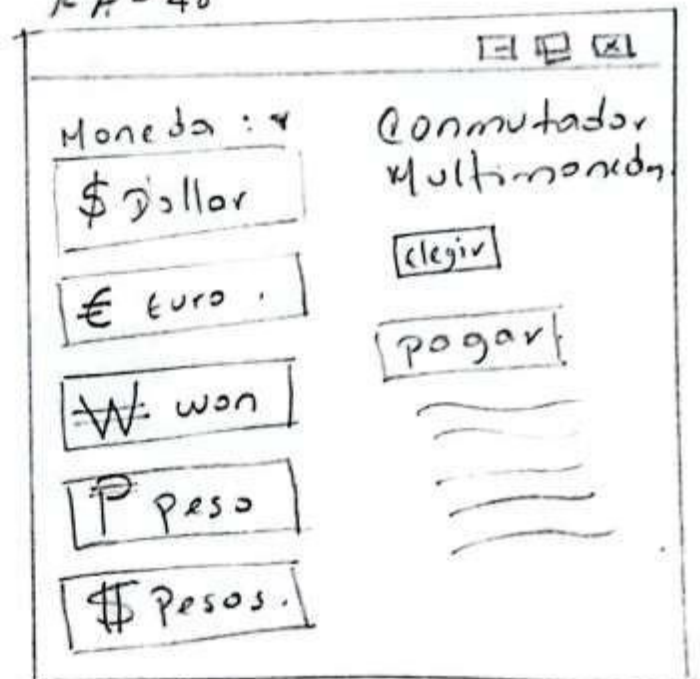 Moneda :
$ Dollar
€ Euro .
₩ won
₱ peso
$ Pesos.
Conmutador
Multimoneda
elegir
pagar